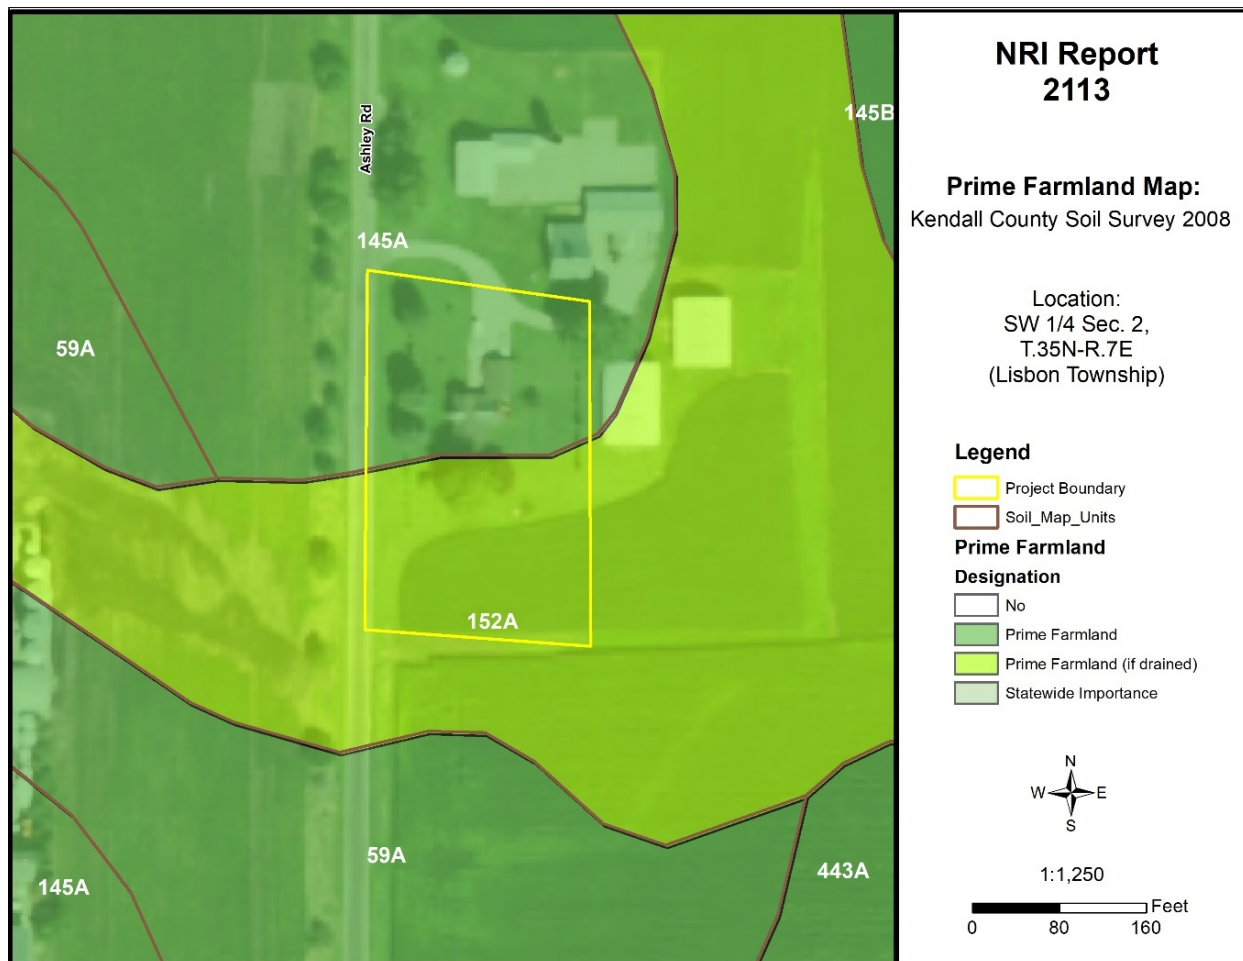 NRI Report
2113
Prime Farmland Map:
Kendall County Soil Survey 2008
Location:
SW 1/4 Sec. 2,
T.35N-R.7E
(Lisbon Township)
Legend
Project Boundary
Soil_Map_Units
Prime Farmland
Designation
No
Prime Farmland
Prime Farmland (if drained)
Statewide Importance
N
W E
S
1:1,250
Feet
0 80 160
Ashley Rd
145B
145A
59A
152A
59A
443A
145A